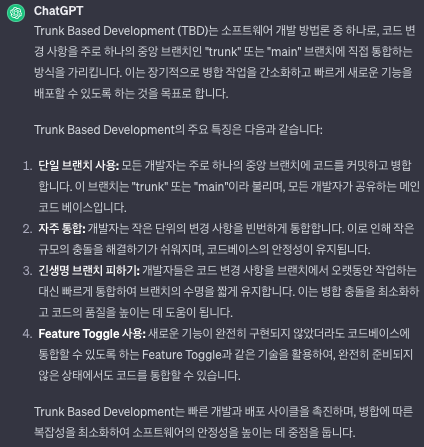 ChatGPT
Trunk Based Development (TBD)는 소프트웨어 개발 방법론 중 하나로, 코드 변
경 사항을 주로 하나의 중앙 브랜치인 "trunk" 또는 "main" 브랜치에 직접 통합하는
방식을 가리킵니다. 이는 장기적으로 병합 작업을 간소화하고 빠르게 새로운 기능을
배포할 수 있도록 하는 것을 목표로 합니다.
Trunk Based Development의 주요 특징은 다음과 같습니다:
1. 단일 브랜치 사용: 모든 개발자는 주로 하나의 중앙 브랜치에 코드를 커밋하고 병합
합니다. 이 브랜치는 "trunk" 또는 "main"이라 불리며, 모든 개발자가 공유하는 메인
코드 베이스입니다.
2. 자주 통합: 개발자는 작은 단위의 변경 사항을 빈번하게 통합합니다. 이로 인해 작은
규모의 충돌을 해결하기가 쉬워지며, 코드베이스의 안정성이 유지됩니다.
3. 긴생명 브랜치 피하기: 개발자들은 코드 변경 사항을 브랜치에서 오랫동안 작업하는
대신 빠르게 통합하여 브랜치의 수명을 짧게 유지합니다. 이는 병합 충돌을 최소화하
고 코드의 품질을 높이는 데 도움이 됩니다.
4. Feature Toggle 사용: 새로운 기능이 완전히 구현되지 않았더라도 코드베이스에
통합할 수 있도록 하는 Feature Toggle과 같은 기술을 활용하여, 완전히 준비되지
않은 상태에서도 코드를 통합할 수 있습니다.
Trunk Based Development는 빠른 개발과 배포 사이클을 촉진하며, 병합에 따른
복잡성을 최소화하여 소프트웨어의 안정성을 높이는 데 중점을 둡니다.